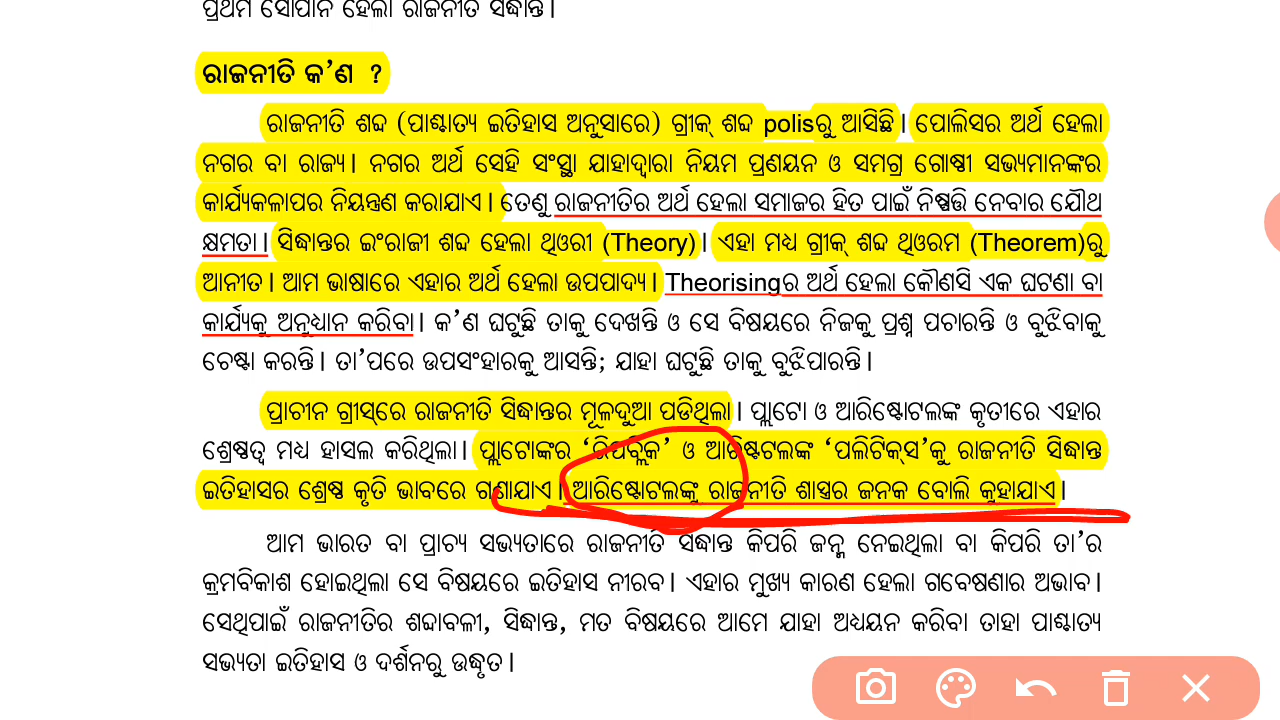 ପ୍ରଥମ ସୋପାନ ହେଲା ରାଜନୀତି ସିଦ୍ଧାନ୍ତ।
ରାଜନୀତି କ’ଣ ?
ରାଜନୀତି ଶବ୍ଦ (ପାଶ୍ଚାତ୍ୟ ଇତିହାସ ଅନୁସାରେ) ଗ୍ରୀକ୍ ଶବ୍ଦ polisରୁ ଆସିଛି। ପୋଲିସର ଅର୍ଥ ହେଲା
ନଗର ବା ରାଜ୍ୟ। ନଗର ଅର୍ଥ ସେହି ସଂସ୍ଥା ଯାହାଦ୍ୱାରା ନିୟମ ପ୍ରଣୟନ ଓ ସମଗ୍ର ଗୋଷ୍ଠୀ ସଭ୍ୟମାନଙ୍କର
କାର୍ଯ୍ୟକଳାପର ନିୟନ୍ତ୍ରଣ କରାଯାଏ। ତେଣୁ ରାଜନୀତିର ଅର୍ଥ ହେଲା ସମାଜର ହିତ ପାଇଁ ନିଷ୍ପତ୍ତି ନେବାର ଯୌଥ
କ୍ଷମତା। ସିଦ୍ଧାନ୍ତର ଇଂରାଜୀ ଶବ୍ଦ ହେଲା ଥିଓରୀ (Theory)। ଏହା ମଧ୍ୟ ଗ୍ରୀକ୍ ଶବ୍ଦ ଥିଓରମ (Theorem)ରୁ
ଆନୀତ। ଆମ ଭାଷାରେ ଏହାର ଅର୍ଥ ହେଲା ଉପପାଦ୍ୟ। Theorisingର ଅର୍ଥ ହେଲା କୌଣସି ଏକ ଘଟଣା ବା
କାର୍ଯ୍ୟକୁ ଅନୁଧ୍ୟାନ କରିବା। କ’ଣ ଘଟୁଛି ତାକୁ ଦେଖନ୍ତି ଓ ସେ ବିଷୟରେ ନିଜକୁ ପ୍ରଶ୍ନ ପଚାରନ୍ତି ଓ ବୁଝିବାକୁ
ଚେଷ୍ଟା କରନ୍ତି। ତା’ପରେ ଉପସଂହାରକୁ ଆସନ୍ତି; ଯାହା ଘଟୁଛି ତାକୁ ବୁଝିପାରନ୍ତି।
ପ୍ରାଚୀନ ଗ୍ରୀସ୍‌ରେ ରାଜନୀତି ସିଦ୍ଧାନ୍ତର ମୂଳଦୁଆ ପଡିଥିଲା। ପ୍ଲାଟୋ ଓ ଆରିଷ୍ଟୋଟଲଙ୍କ କୃତୀରେ ଏହାର
ଶ୍ରେଷ୍ଠତ୍ୱ ମଧ୍ୟ ହାସଲ କରିଥିଲା। ପ୍ଲାଟୋଙ୍କର ‘ରିପବ୍ଲିକ’ ଓ ଆରିଷ୍ଟଟଲଙ୍କ ‘ପଲିଟିକ୍‌ସ’କୁ ରାଜନୀତି ସିଦ୍ଧାନ୍ତ
ଇତିହାସର ଶ୍ରେଷ୍ଠ କୃତି ଭାବରେ ଗଣାଯାଏ। ଆରିଷ୍ଟୋଟଲଙ୍କୁ ରାଜନୀତି ଶାସ୍ତ୍ରର ଜନକ ବୋଲି କୁହାଯାଏ।
ଆମ ଭାରତ ବା ପ୍ରାଚ୍ୟ ସଭ୍ୟତାରେ ରାଜନୀତି ସିଦ୍ଧାନ୍ତ କିପରି ଜନ୍ମ ନେଇଥିଲା ବା କିପରି ତା’ର
କ୍ରମବିକାଶ ହୋଇଥିଲା ସେ ବିଷୟରେ ଇତିହାସ ନୀରବ। ଏହାର ମୁଖ୍ୟ କାରଣ ହେଲା ଗବେଷଣାର ଅଭାବ।
ସେଥିପାଇଁ ରାଜନୀତିର ଶବ୍ଦାବଳୀ, ସିଦ୍ଧାନ୍ତ, ମତ ବିଷୟରେ ଆମେ ଯାହା ଅଧ୍ୟୟନ କରିବା ତାହା ପାଶ୍ଚାତ୍ୟ
ସଭ୍ୟତା ଇତିହାସ ଓ ଦର୍ଶନରୁ ଉଦ୍ଧୃତ।